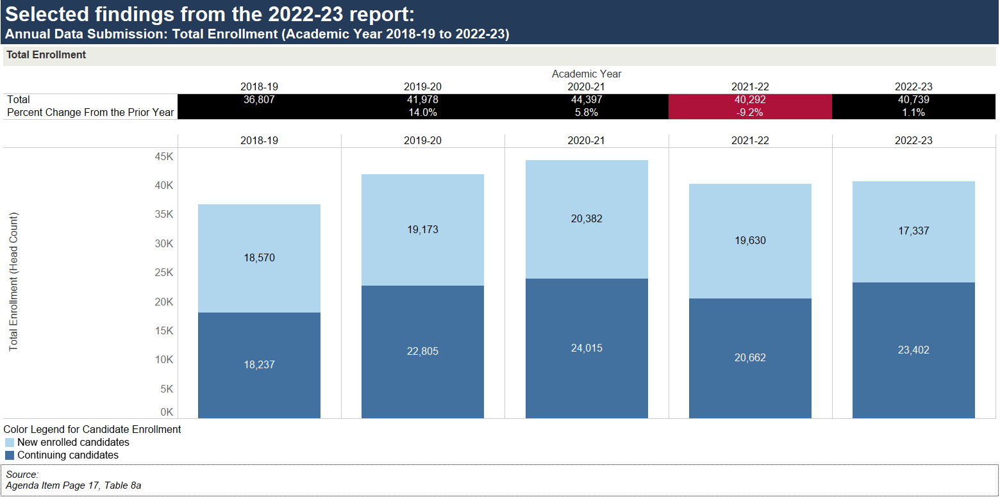 Selected findings from the 2022-23 report:
Annual Data Submission: Total Enrollment (Academic Year 2018-19 to 2022-23)
Total Enrollment
Academic Year
2018-19 2019-20 2020-21 2021-22 2022-23
Total 36,807 41,978 44,397 40,292 40,739
Percent Change From the Prior Year 14.0% 5.8% -9.2% 1.1%
2018-19 2019-20 2020-21 2021-22 2022-23
Total Enrollment (Head Count)
45K
40K
35K
30K
25K
20K
15K
10K
5K
0K
18,570 19,173 20,382 19,630 17,337
18,237 22,805 24,015 20,662 23,402
Color Legend for Candidate Enrollment
New enrolled candidates
Continuing candidates
Source:
Agenda Item Page 17, Table 8a